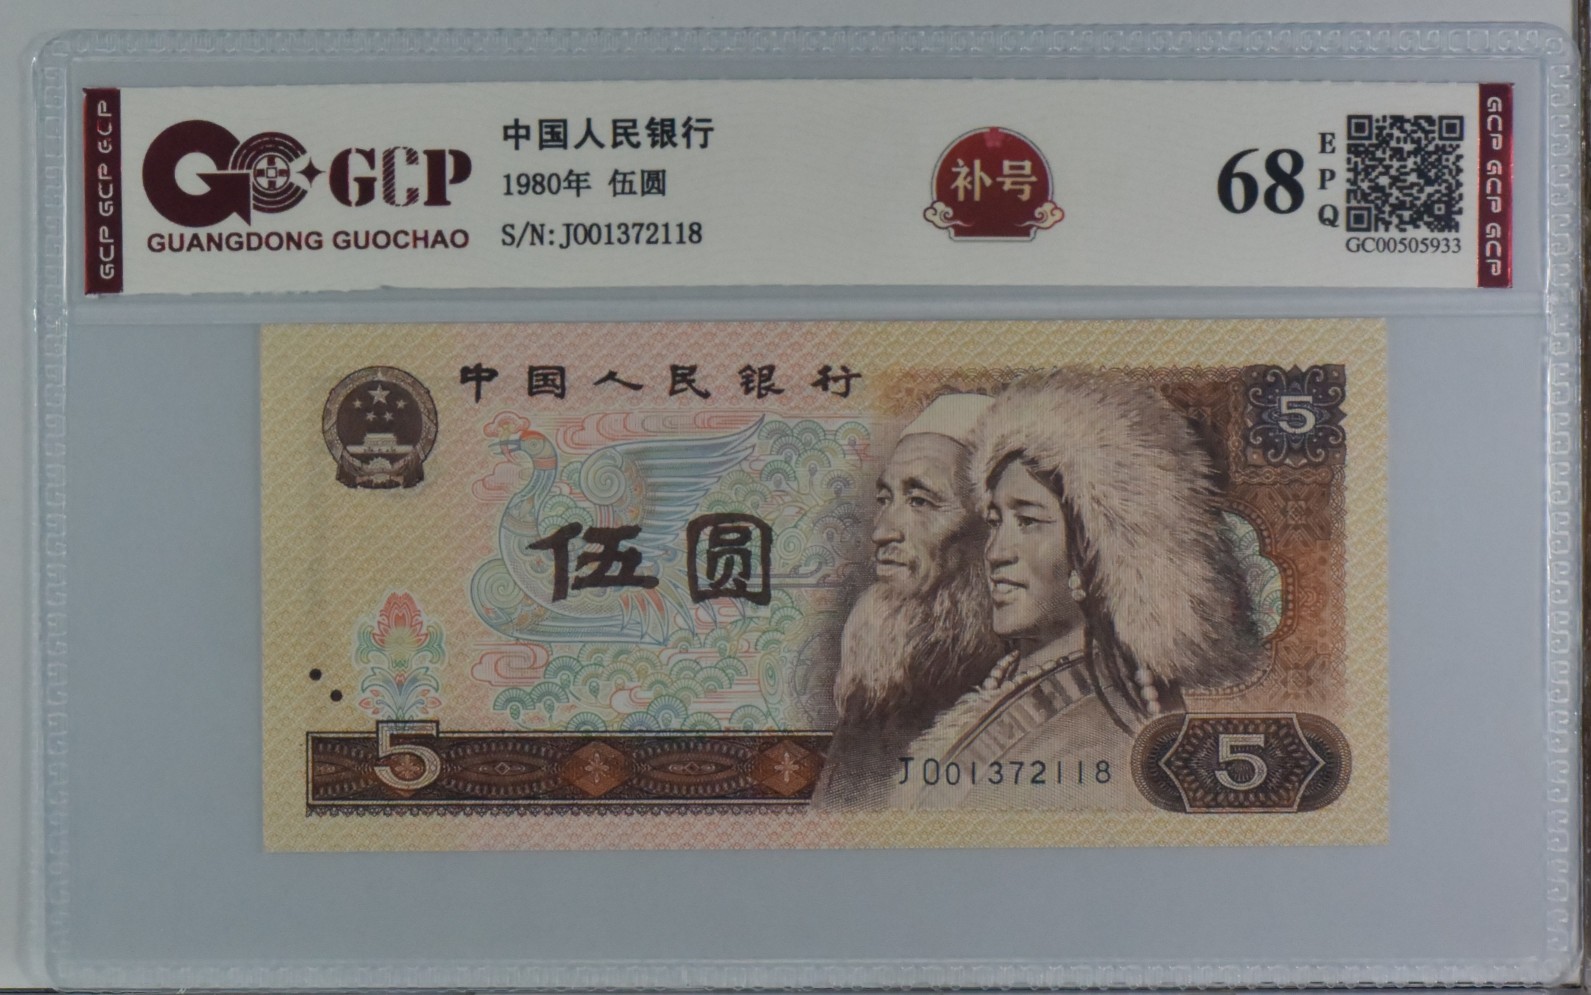 GCP GCP GCP
GCP
GUANGDONG GUOCHAO
中国人民银行
1980年 伍圆
S/N:J001372118
补号
68
EPQ
GC00505933
GCP GCP GCP
中国人民银行
5
伍圆
5
J001372118
5